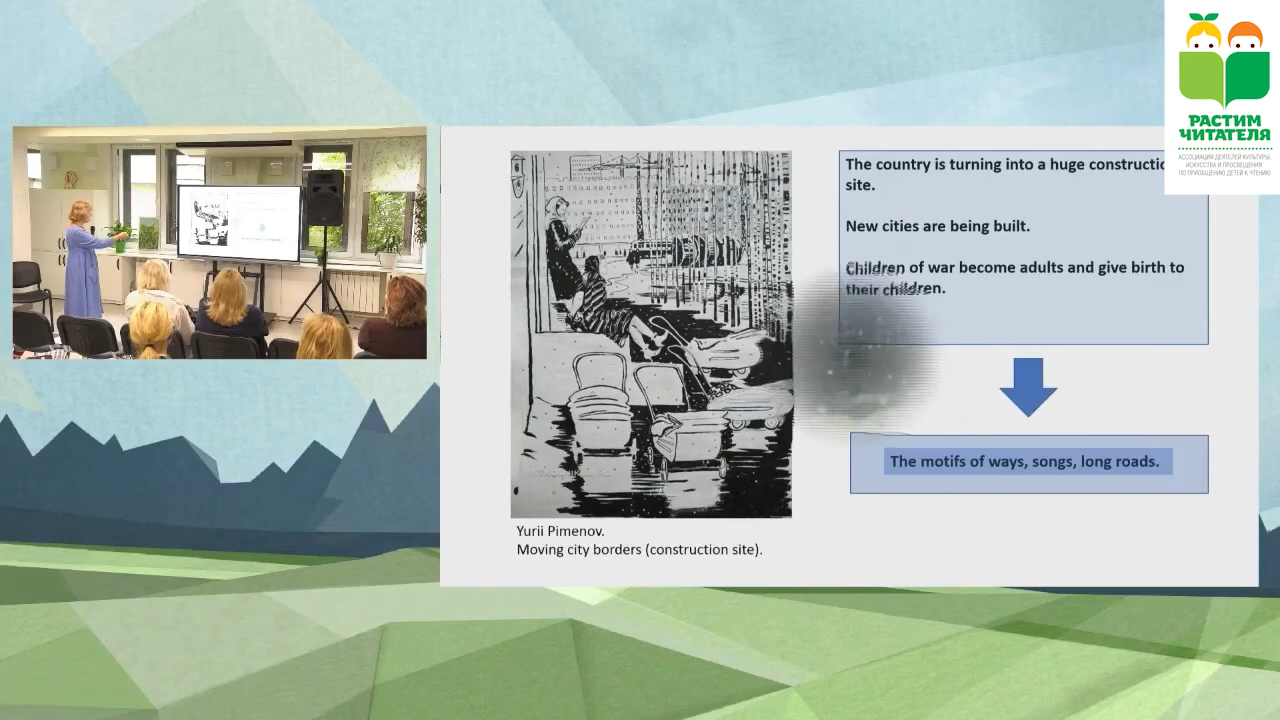 РАСТИМ
ЧИТАТЕЛЯ
АССОЦИАЦИЯ ДЕЯТЕЛЕЙ КУЛЬТУРЫ,
ИСКУССТВА И ПРОСВЕЩЕНИЯ
ПО ПРИОБЩЕНИЮ ДЕТЕЙ К ЧТЕНИЮ
The country is turning into a huge constructio
site.
New cities are being built.
Children of war become adults and give birth to
their children.
The motifs of ways, songs, long roads.
Yurii Pimenov.
Moving city borders (construction site).